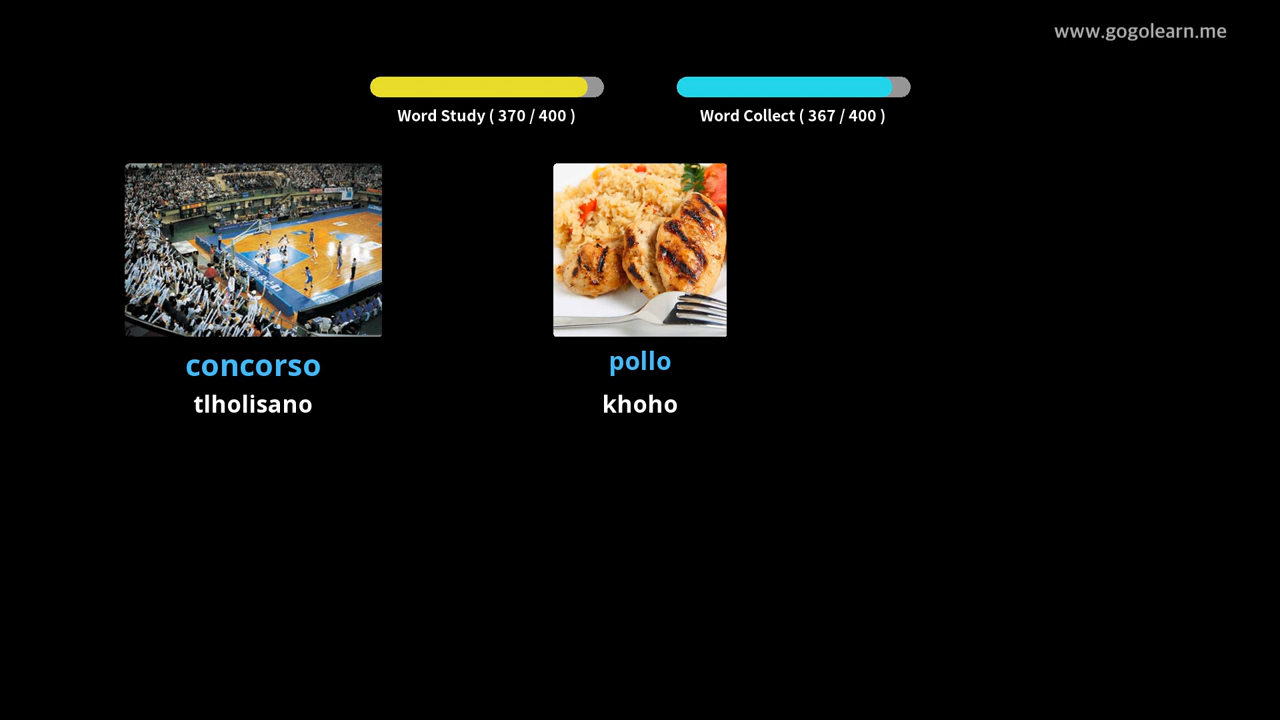 www.gogolearn.me
Word Study ( 370 / 400 )
Word Collect ( 367 / 400 )
concorso
pollo
tlholisano
khoho